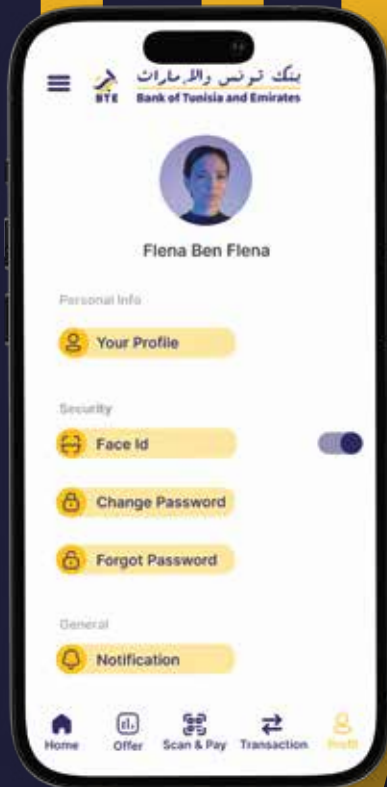 بنك تونس والإمارات
BTE Bank of Tunisia and Emirates
Flena Ben Flena
Personal Info
Your Profile
Security
Face Id
Change Password
Forgot Password
General
Notification
Home Offer Scan & Pay Transaction Profil